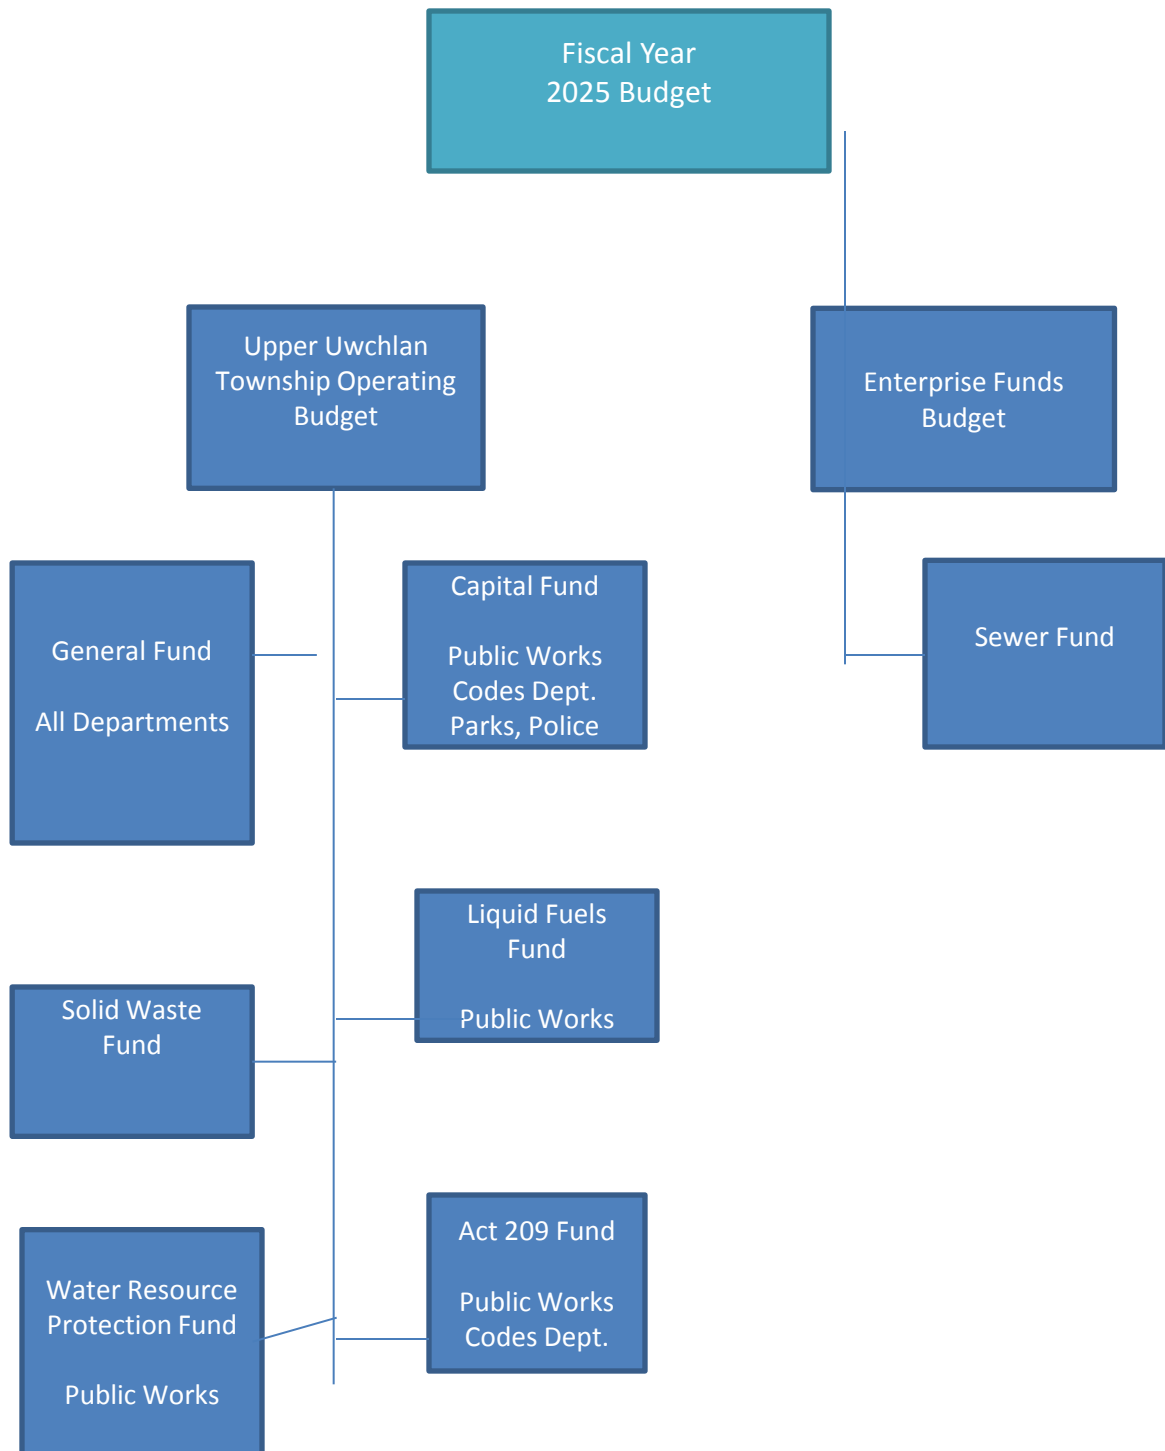 Fiscal Year
2025 Budget
Upper Uwchlan
Township Operating
Budget
Enterprise Funds
Budget
General Fund
All Departments
Capital Fund
Public Works
Codes Dept.
Parks, Police
Sewer Fund
Liquid Fuels
Fund
Public Works
Solid Waste
Fund
Act 209 Fund
Public Works
Codes Dept.
Water Resource
Protection Fund
Public Works